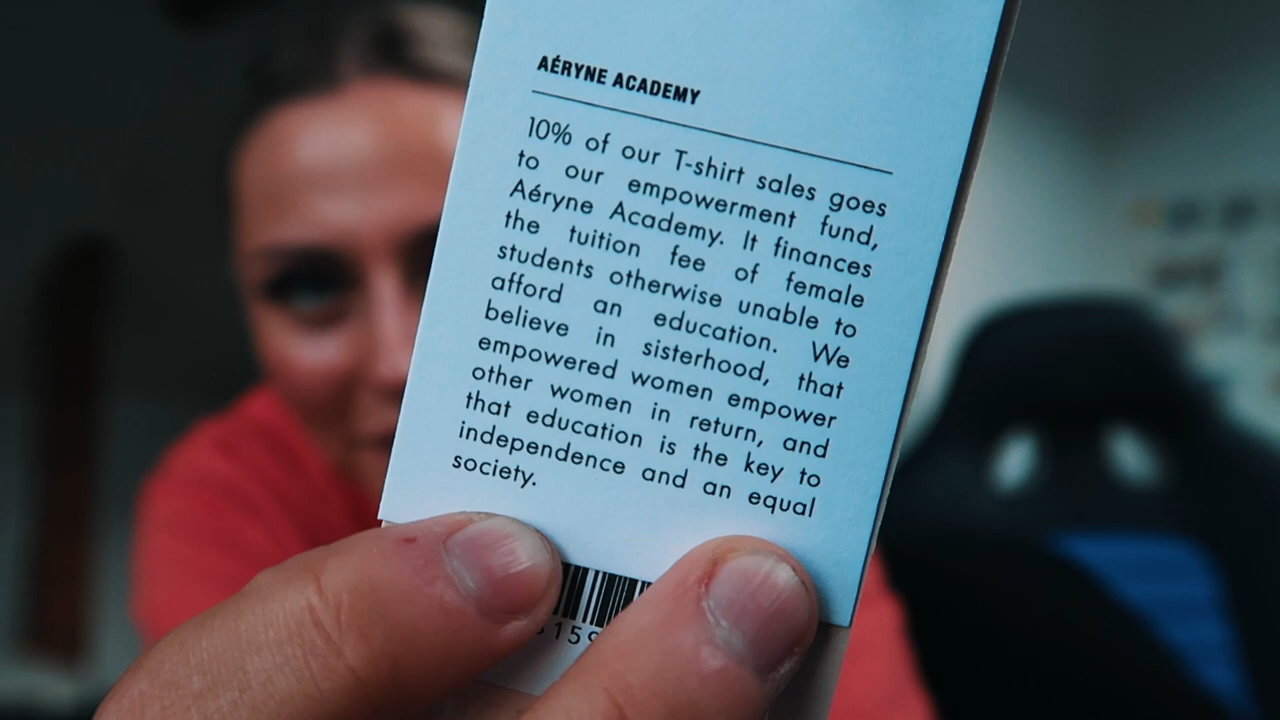 AÉRYNE ACADEMY
10% of our T-shirt sales goes
to our empowerment fund,
Aéryne Academy. It finances
the tuition fee of female
students otherwise unable to
afford an education. We
believe in sisterhood, that
empowered women empower
other women in return, and
that education is the key to
independence and an equal
society.
159